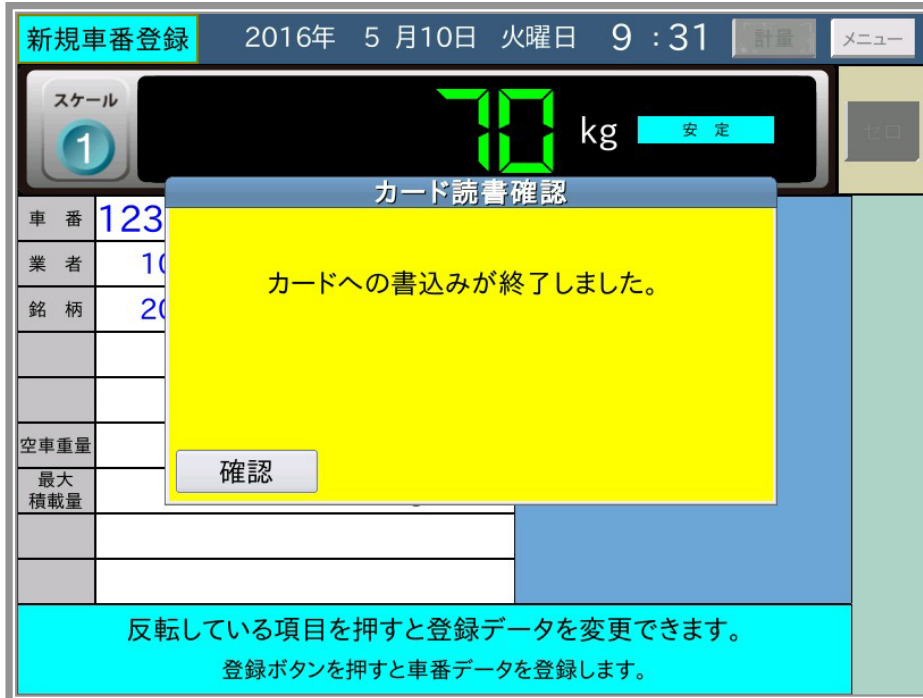 新規車番登録 2016年 5月10日 火曜日 9:31 計量 メニュー
スケール
1
70 kg 安定
ゼロ
カード読書確認
車番 123
業者 10
カードへの書込みが終了しました。
銘柄 20
空車重量
確認
最大
積載量
反転している項目を押すと登録データを変更できます。
登録ボタンを押すと車番データを登録します。